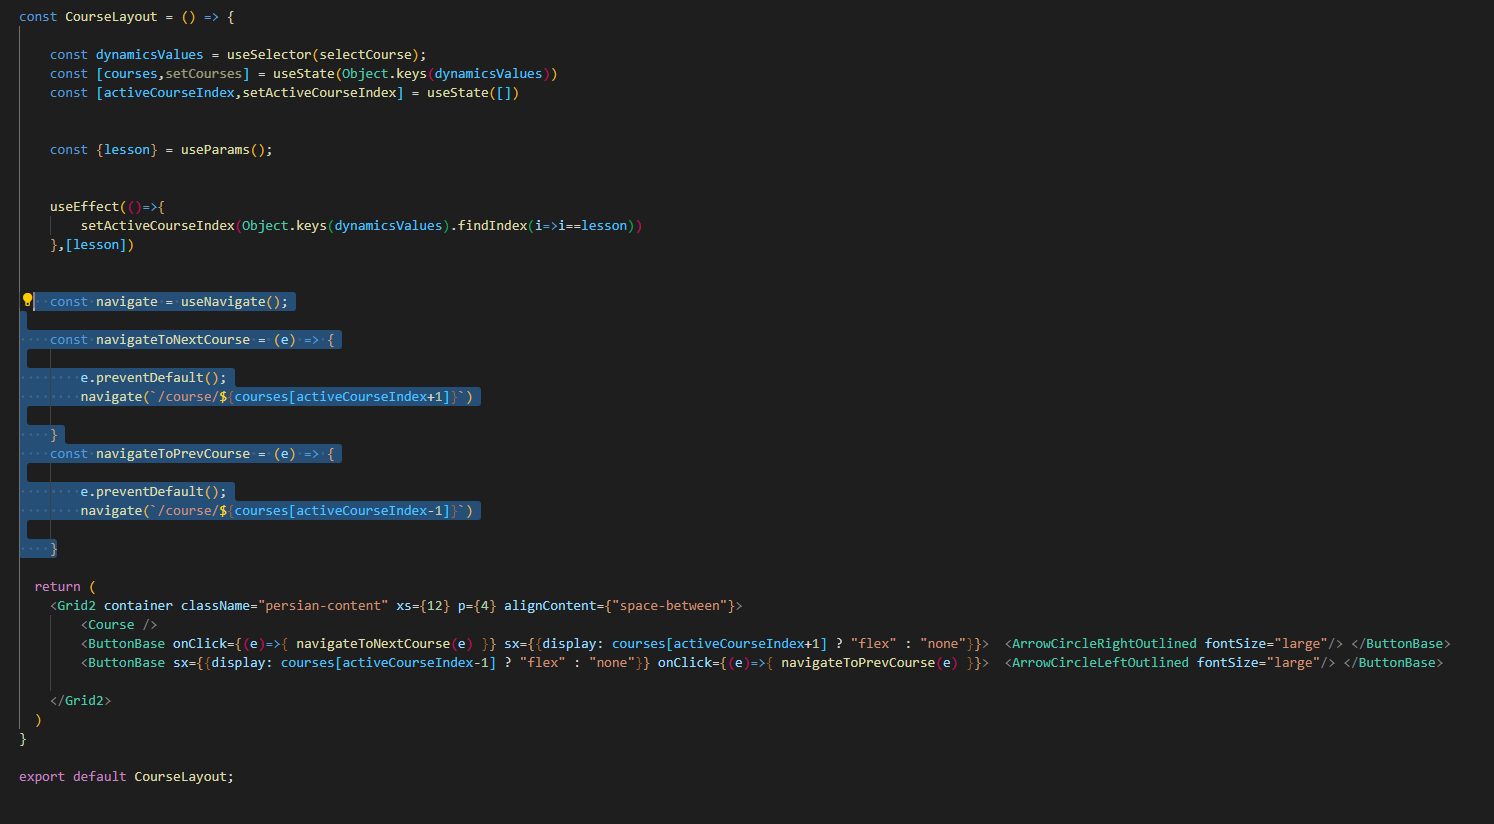 const CourseLayout = () => {
const dynamicsValues = useSelector(selectCourse);
const [courses,setCourses] = useState(Object.keys(dynamicsValues))
const [activeCourseIndex,setActiveCourseIndex] = useState([])
const {lesson} = useParams();
useEffect(()=>{
setActiveCourseIndex(Object.keys(dynamicsValues).findIndex(i=>i==lesson))
},[lesson])
const navigate = useNavigate();
const navigateToNextCourse = (e) => {
e.preventDefault();
navigate(`/course/${courses[activeCourseIndex+1]}`)
}
const navigateToPrevCourse = (e) => {
e.preventDefault();
navigate(`/course/${courses[activeCourseIndex-1]}`)
}
return (
<Grid2 container className="persian-content" xs={12} p={4} alignContent={"space-between"}>
<Course />
<ButtonBase onClick={(e)=>{ navigateToNextCourse(e) }} sx={{display: courses[activeCourseIndex+1] ? "flex" : "none"}}>  <ArrowCircleRightOutlined fontSize="large"/> </ButtonBase>
<ButtonBase sx={{display: courses[activeCourseIndex-1] ? "flex" : "none"}} onClick={(e)=>{ navigateToPrevCourse(e) }}>  <ArrowCircleLeftOutlined fontSize="large"/> </ButtonBase>
</Grid2>
)
}
export default CourseLayout;